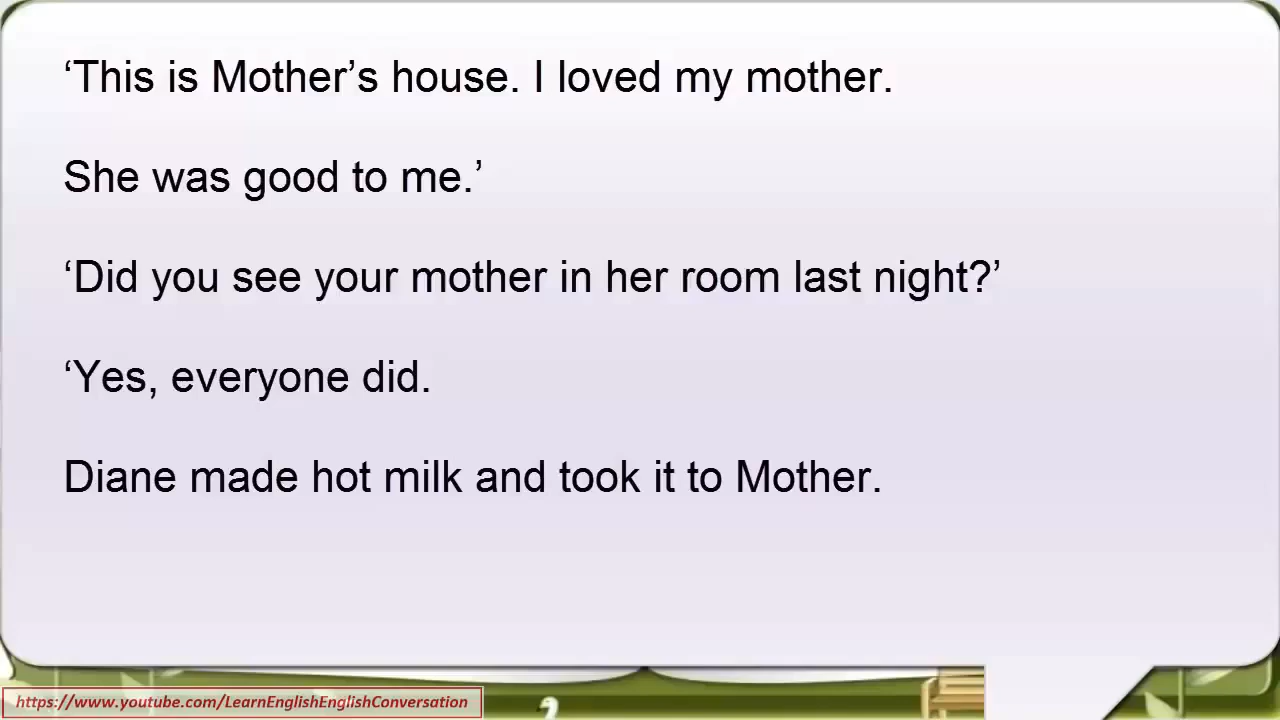 ‘This is Mother’s house. I loved my mother.
She was good to me.’
‘Did you see your mother in her room last night?’
‘Yes, everyone did.
Diane made hot milk and took it to Mother.
https://www.youtube.com/LearnEnglishEnglishConversation